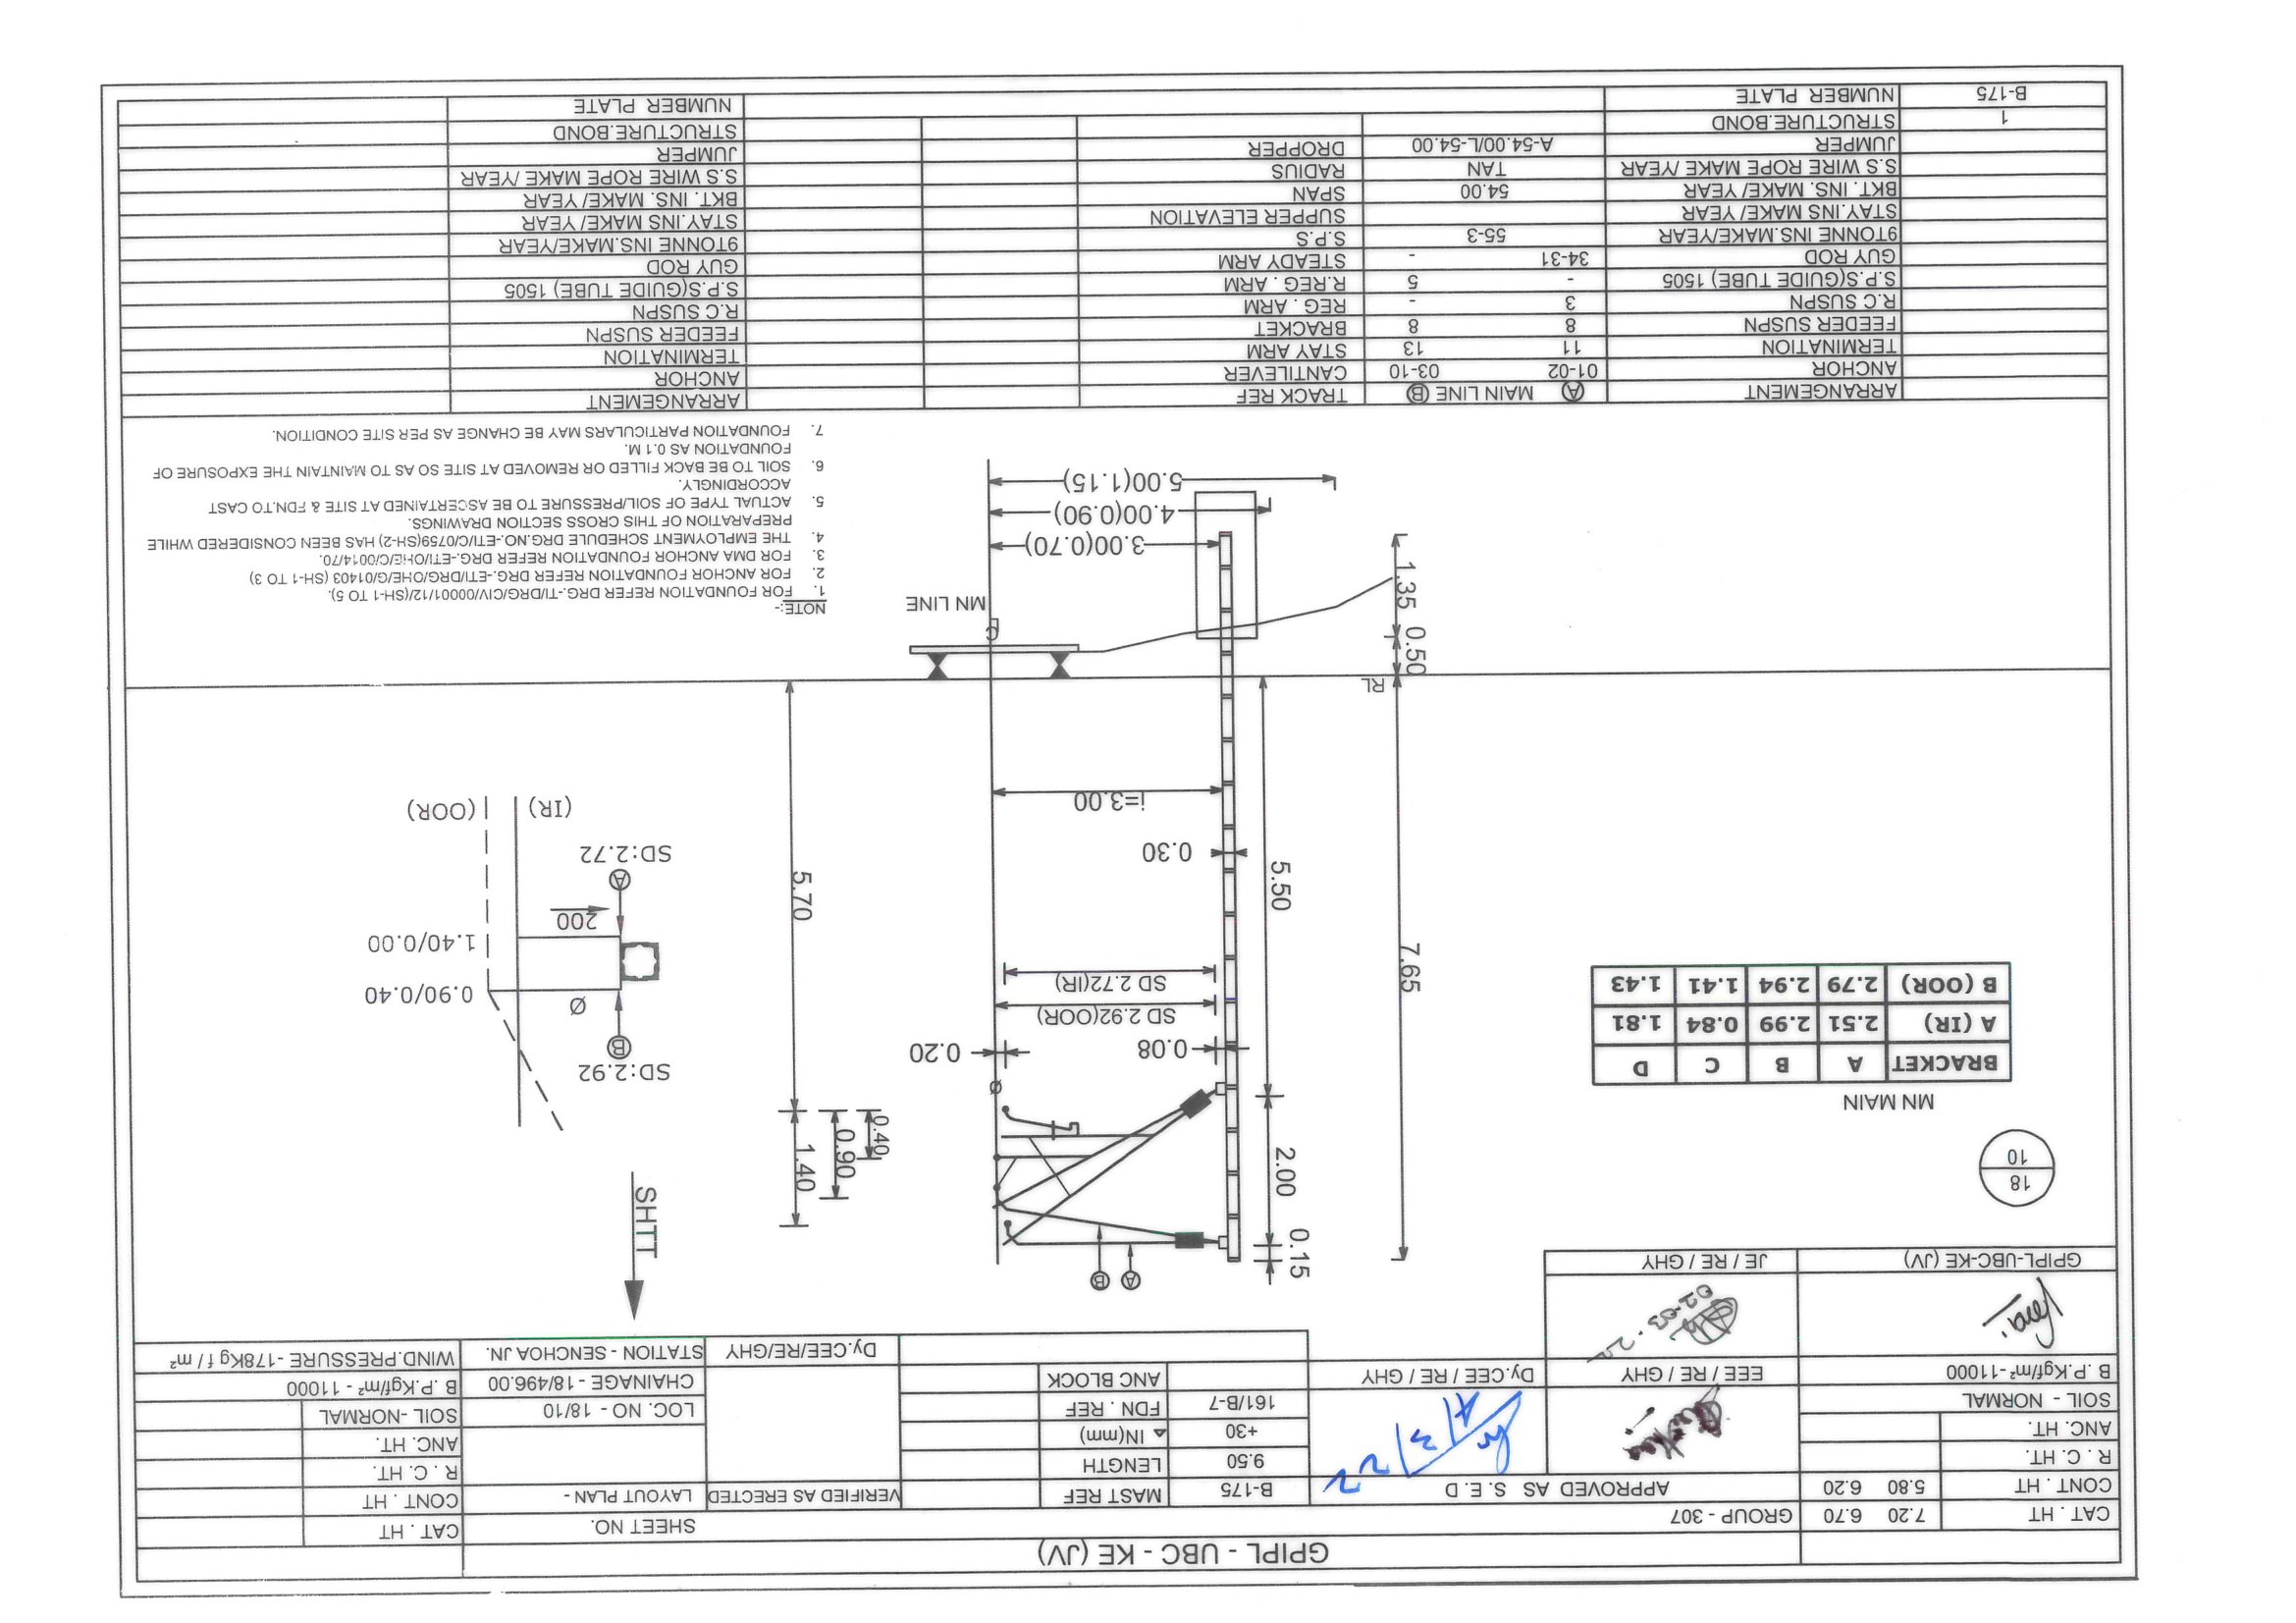 GPIPL - UBC - KE (JV)
CAT . HT 7.20 6.70 GROUP - 307 SHEET NO. CAT . HT
CONT . HT 5.80 6.20 APPROVED AS S. E. D B-175 MAST REF VERIFIED AS ERECTED LAYOUT PLAN - CONT . HT
R . C. HT. 9.50 LENGTH R . C. HT.
ANC. HT. +30 △ IN(mm) ANC. HT.
SOIL - NORMAL 161/B-7 FDN . REF LOC. NO - 18/10 SOIL -NORMAL
B .P.Kgf/m² -11000 EEE / RE / GHY Dy.CEE / RE / GHY ANC BLOCK CHAINAGE - 18/496.00 B .P.Kgf/m² - 11000
Dy.CEE/RE/GHY STATION - SENCHOA JN. WIND.PRESSURE -178Kg f / m²
4/3/22
02-03-22
GPIPL-UBC-KE (JV) JE / RE / GHY
18
10
MN MAIN
BRACKET A B C D
A (IR) 2.51 2.99 0.84 1.81
B (OOR) 2.79 2.94 1.41 1.43
A B
0.15
2.00
5.50
7.65
0.08
0.20
SD 2.92(OOR)
SD 2.72(IR)
0.30
i=3.00
0.40
0.90
1.40
5.70
SHTT
SD:2.92
B
Ø
Ø
0.90/0.40
1.40/0.00
200
A
SD:2.72
(IR) (OOR)
RL
0.50
1.35
CL
MN LINE
3.00(0.70)
4.00(0.90)
5.00(1.15)
NOTE:-
1. FOR FOUNDATION REFER DRG.-TI/DRG/CIV/00001/12/(SH-1 TO 5).
2. FOR ANCHOR FOUNDATION REFER DRG.-ETI/DRG/OHE/G/01403 (SH-1 TO 3)
3. FOR DMA ANCHOR FOUNDATION REFER DRG.-ETI/OHE/C/0014/70.
4. THE EMPLOYMENT SCHEDULE DRG.NO.-ETI/C/0759(SH-2) HAS BEEN CONSIDERED WHILE
PREPARATION OF THIS CROSS SECTION DRAWINGS.
5. ACTUAL TYPE OF SOIL/PRESSURE TO BE ASCERTAINED AT SITE & FDN.TO CAST
ACCORDINGLY.
6. SOIL TO BE BACK FILLED OR REMOVED AT SITE SO AS TO MAINTAIN THE EXPOSURE OF
FOUNDATION AS 0.1 M.
7. FOUNDATION PARTICULARS MAY BE CHANGE AS PER SITE CONDITION.
ARRANGEMENT A MAIN LINE B TRACK REF ARRANGEMENT
ANCHOR 01-02 03-10 CANTILEVER ANCHOR
TERMINATION 11 13 STAY ARM TERMINATION
FEEDER SUSPN 8 8 BRACKET FEEDER SUSPN
R.C SUSPN 3 - REG . ARM R.C SUSPN
S.P.S(GUIDE TUBE) 1505 - 5 R.REG . ARM S.P.S(GUIDE TUBE) 1505
GUY ROD 34-31 - STEADY ARM GUY ROD
9TONNE INS.MAKE/YEAR 55-3 S.P.S 9TONNE INS.MAKE/YEAR
STAY.INS MAKE/ YEAR SUPPER ELEVATION STAY.INS MAKE/ YEAR
BKT. INS. MAKE/ YEAR 54.00 SPAN BKT. INS. MAKE/ YEAR
S.S WIRE ROPE MAKE /YEAR TAN RADIUS S.S WIRE ROPE MAKE /YEAR
JUMPER A-54.00/L-54.00 DROPPER JUMPER
1 STRUCTURE.BOND STRUCTURE.BOND
B-175 NUMBER PLATE NUMBER PLATE